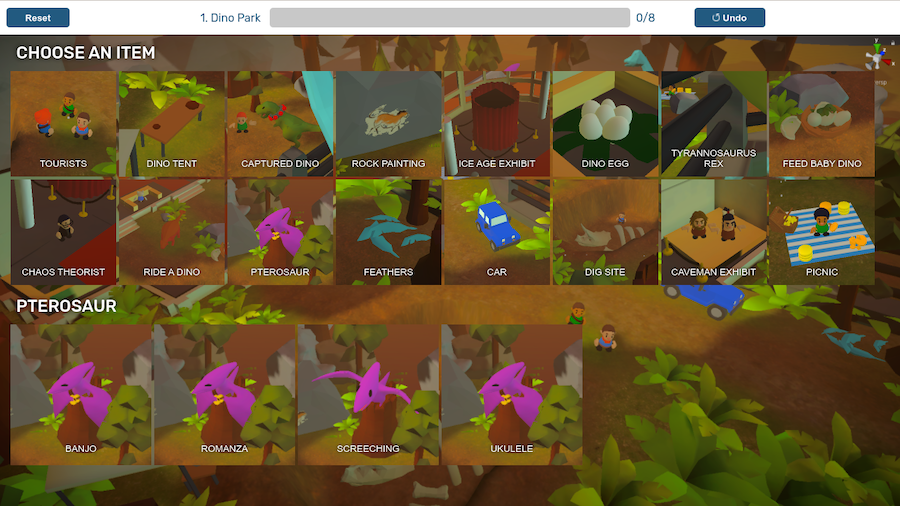 Reset
1. Dino Park
0/8
Undo
CHOOSE AN ITEM
TOURISTS
DINO TENT
CAPTURED DINO
ROCK PAINTING
ICE AGE EXHIBIT
DINO EGG
TYRANNOSAURUS
REX
FEED BABY DINO
CHAOS THEORIST
RIDE A DINO
PTEROSAUR
FEATHERS
CAR
DIG SITE
CAVEMAN EXHIBIT
PICNIC
PTEROSAUR
BANJO
ROMANZA
SCREECHING
UKULELE